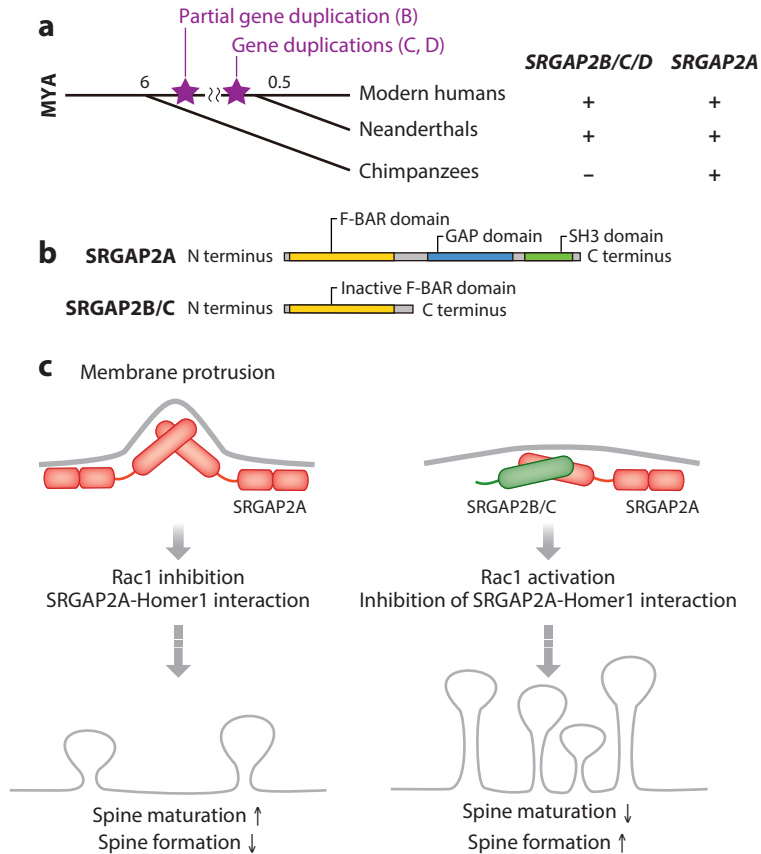 a
Partial gene duplication (B)
Gene duplications (C, D)
SRGAP2B/C/D SRGAP2A
MYA
6 0.5
Modern humans + +
Neanderthals + +
Chimpanzees – +
b
F-BAR domain
GAP domain SH3 domain
SRGAP2A N terminus C terminus
Inactive F-BAR domain
SRGAP2B/C N terminus C terminus
c
Membrane protrusion
SRGAP2A
SRGAP2B/C SRGAP2A
Rac1 inhibition
SRGAP2A-Homer1 interaction
Rac1 activation
Inhibition of SRGAP2A-Homer1 interaction
Spine maturation ↑
Spine formation ↓
Spine maturation ↓
Spine formation ↑